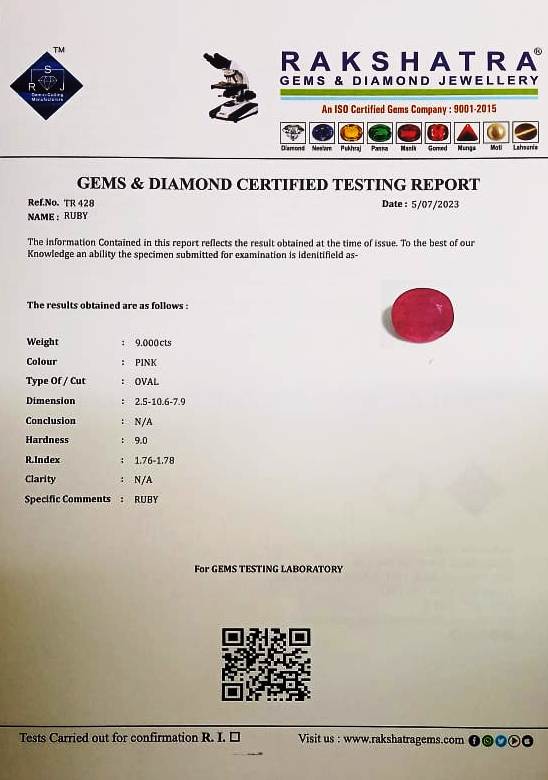 TM
S
R J
Gems Cutting
Manufacturers
RAKSHATRA®
GEMS & DIAMOND JEWELLERY
An ISO Certified Gems Company : 9001-2015
Diamond Neelam Pukhraj Panna Manik Gomed Munga Moti Lahsunia
GEMS & DIAMOND CERTIFIED TESTING REPORT
Ref.No. TR 428
Date : 5/07/2023
NAME : RUBY
The information Contained in this report reflects the result obtained at the time of issue. To the best of our
Knowledge an ability the specimen submitted for examination is idenitifield as-
The results obtained are as follows :
Weight : 9.000cts
Colour : PINK
Type Of / Cut : OVAL
Dimension : 2.5-10.6-7.9
Conclusion : N/A
Hardness : 9.0
R.Index : 1.76-1.78
Clarity : N/A
Specific Comments : RUBY
For GEMS TESTING LABORATORY
Tests Carried out for confirmation R. I. ☐
Visit us : www.rakshatragems.com